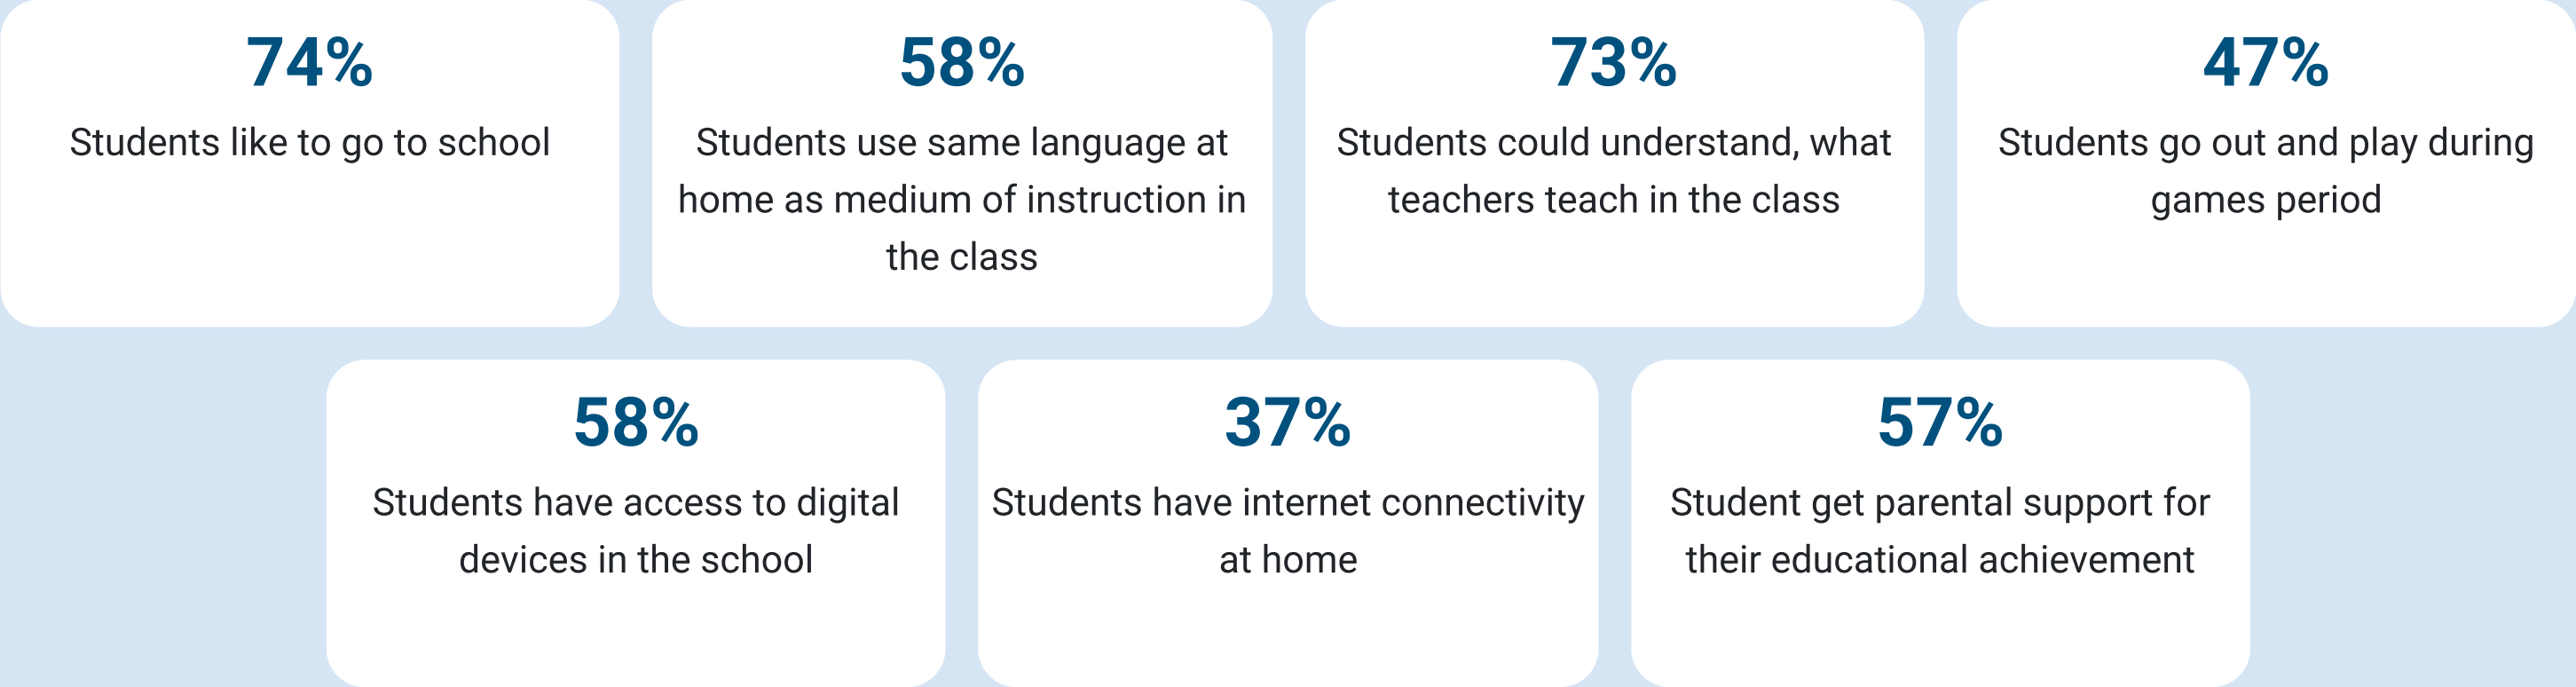 74%
Students like to go to school
58%
Students use same language at
home as medium of instruction in
the class
73%
Students could understand, what
teachers teach in the class
47%
Students go out and play during
games period
58%
Students have access to digital
devices in the school
37%
Students have internet connectivity
at home
57%
Student get parental support for
their educational achievement